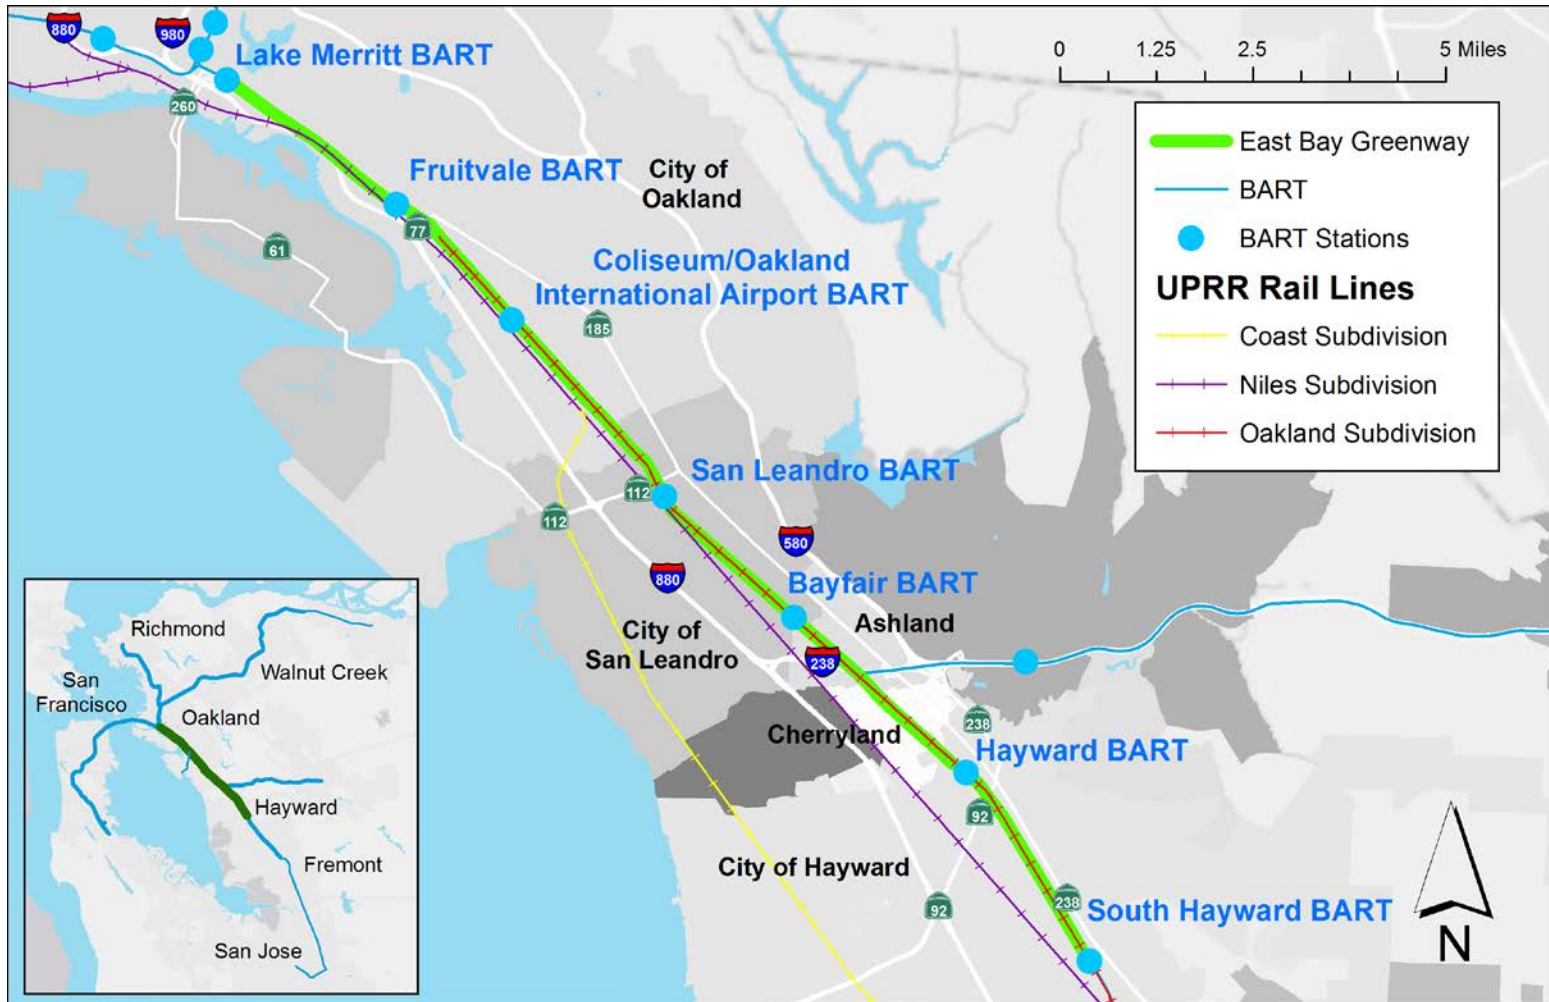 880
980
Lake Merritt BART
260
Fruitvale BART
City of
Oakland
77
61
Coliseum/Oakland
International Airport BART
185
0 1.25 2.5 5 Miles
East Bay Greenway
BART
BART Stations
UPRR Rail Lines
Coast Subdivision
Niles Subdivision
Oakland Subdivision
San Leandro BART
112
112
580
880
Bayfair BART
Ashland
City of
San Leandro
238
Cherryland
238
Hayward BART
92
City of Hayward
92
238
South Hayward BART
N
Richmond
Walnut Creek
San
Francisco
Oakland
Hayward
Fremont
San Jose